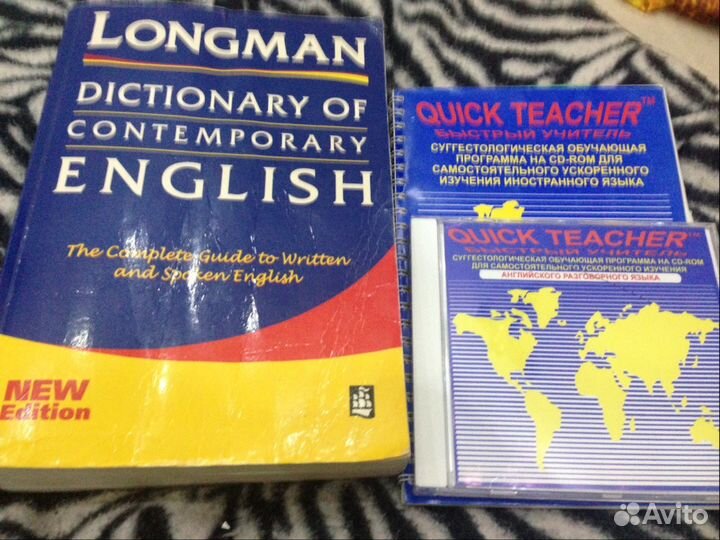 LONGMAN
DICTIONARY OF
CONTEMPORARY
ENGLISH
The Complete Guide to Written
and Spoken English
NEW
Edition
QUICK TEACHER™
БЫСТРЫЙ УЧИТЕЛЬ
СУГГЕСТОЛОГИЧЕСКАЯ ОБУЧАЮЩАЯ
ПРОГРАММА НА CD-ROM ДЛЯ
САМОСТОЯТЕЛЬНОГО УСКОРЕННОГО
ИЗУЧЕНИЯ ИНОСТРАННОГО ЯЗЫКА
QUICK TEACHER™
БЫСТРЫЙ УЧИТЕЛЬ
СУГГЕСТОЛОГИЧЕСКАЯ ОБУЧАЮЩАЯ ПРОГРАММА НА CD-ROM
ДЛЯ САМОСТОЯТЕЛЬНОГО УСКОРЕННОГО ИЗУЧЕНИЯ
АНГЛИЙСКОГО РАЗГОВОРНОГО ЯЗЫКА
Avito